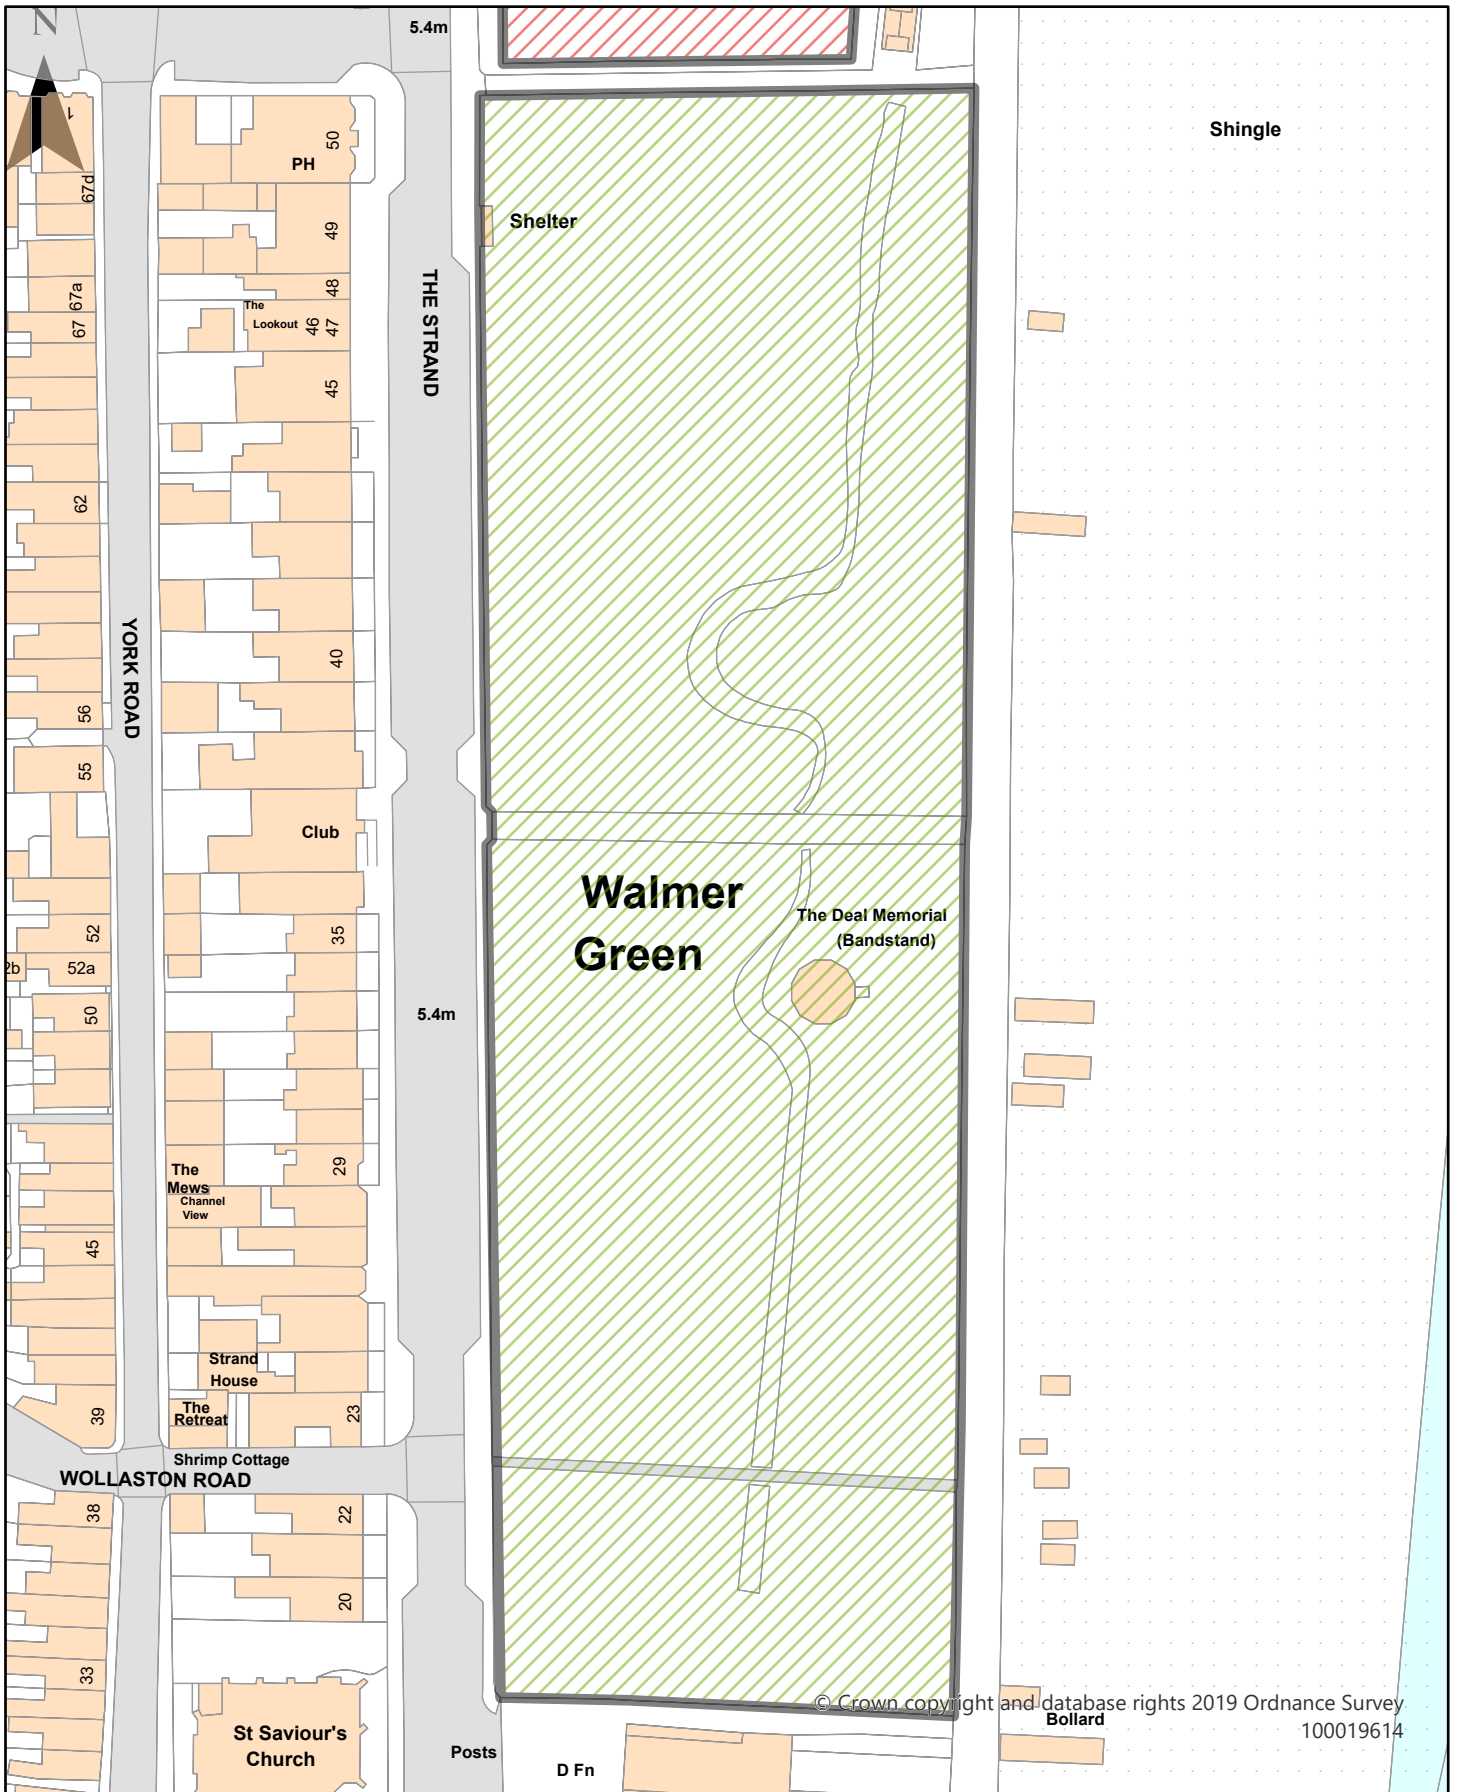 N
5.4m
1
50
PH
Shingle
67d
49
Shelter
48
67a
The
Lookout
46
47
67
THE STRAND
45
62
YORK ROAD
40
56
55
Club
Walmer
Green
The Deal Memorial
(Bandstand)
52
35
2b
52a
50
5.4m
29
The
Mews
Channel
View
45
Strand
House
The
Retreat
23
39
Shrimp Cottage
WOLLASTON ROAD
38
22
20
33
© Crown copyright and database rights 2019 Ordnance Survey
100019614
Bollard
St Saviour's
Church
Posts
D Fn